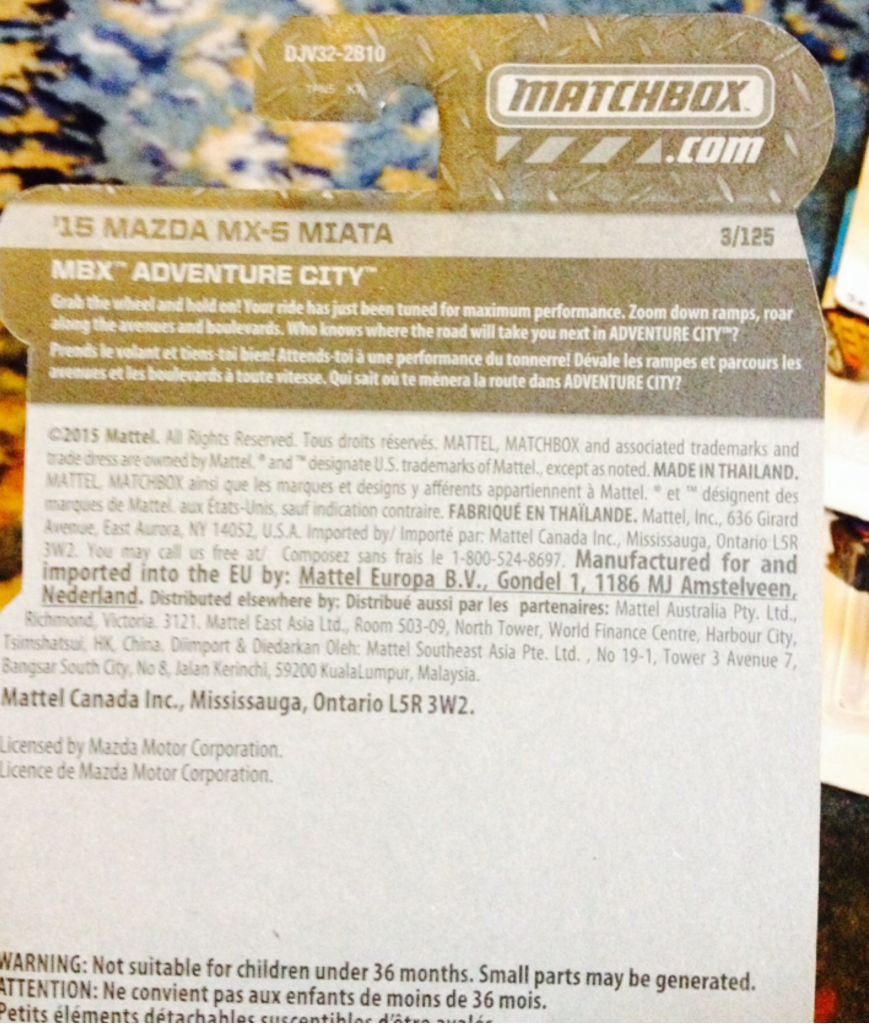 DJV32-2B10
MATCHBOX
.COM
'15 MAZDA MX-5 MIATA 3/125
MBX™ ADVENTURE CITY™
Grab the wheel and hold on! Your ride has just been tuned for maximum performance. Zoom down ramps, roar
along the avenues and boulevards. Who knows where the road will take you next in ADVENTURE CITY™?
Prends le volant et tiens-toi bien! Attends-toi à une performance du tonnerre! Dévale les rampes et parcours les
avenues et les boulevards à toute vitesse. Qui sait où te mènera la route dans ADVENTURE CITY?
©2015 Mattel. All Rights Reserved. Tous droits réservés. MATTEL, MATCHBOX and associated trademarks and
trade dress are owned by Mattel. ® and ™ designate U.S. trademarks of Mattel., except as noted. MADE IN THAILAND.
MATTEL, MATCHBOX ainsi que les marques et designs y afférents appartiennent à Mattel. ® et ™ désignent des
marques de Mattel. aux États-Unis, sauf indication contraire. FABRIQUÉ EN THAÏLANDE. Mattel, Inc., 636 Girard
Avenue, East Aurora, NY 14052, U.S.A. Imported by/ Importé par: Mattel Canada Inc., Mississauga, Ontario L5R
3W2. You may call us free at/ Composez sans frais le 1-800-524-8697. Manufactured for and
imported into the EU by: Mattel Europa B.V., Gondel 1, 1186 MJ Amstelveen,
Nederland. Distributed elsewhere by: Distribué aussi par les partenaires: Mattel Australia Pty. Ltd.,
Richmond, Victoria. 3121. Mattel East Asia Ltd., Room 503-09, North Tower, World Finance Centre, Harbour City,
Tsimshatsui, HK, China. Diimport & Diedarkan Oleh: Mattel Southeast Asia Pte. Ltd. , No 19-1, Tower 3 Avenue 7,
Bangsar South City, No 8, Jalan Kerinchi, 59200 KualaLumpur, Malaysia.
Mattel Canada Inc., Mississauga, Ontario L5R 3W2.
Licensed by Mazda Motor Corporation.
Licence de Mazda Motor Corporation.
WARNING: Not suitable for children under 36 months. Small parts may be generated.
ATTENTION: Ne convient pas aux enfants de moins de 36 mois.
Petits éléments détachables susceptibles d'être avalés.